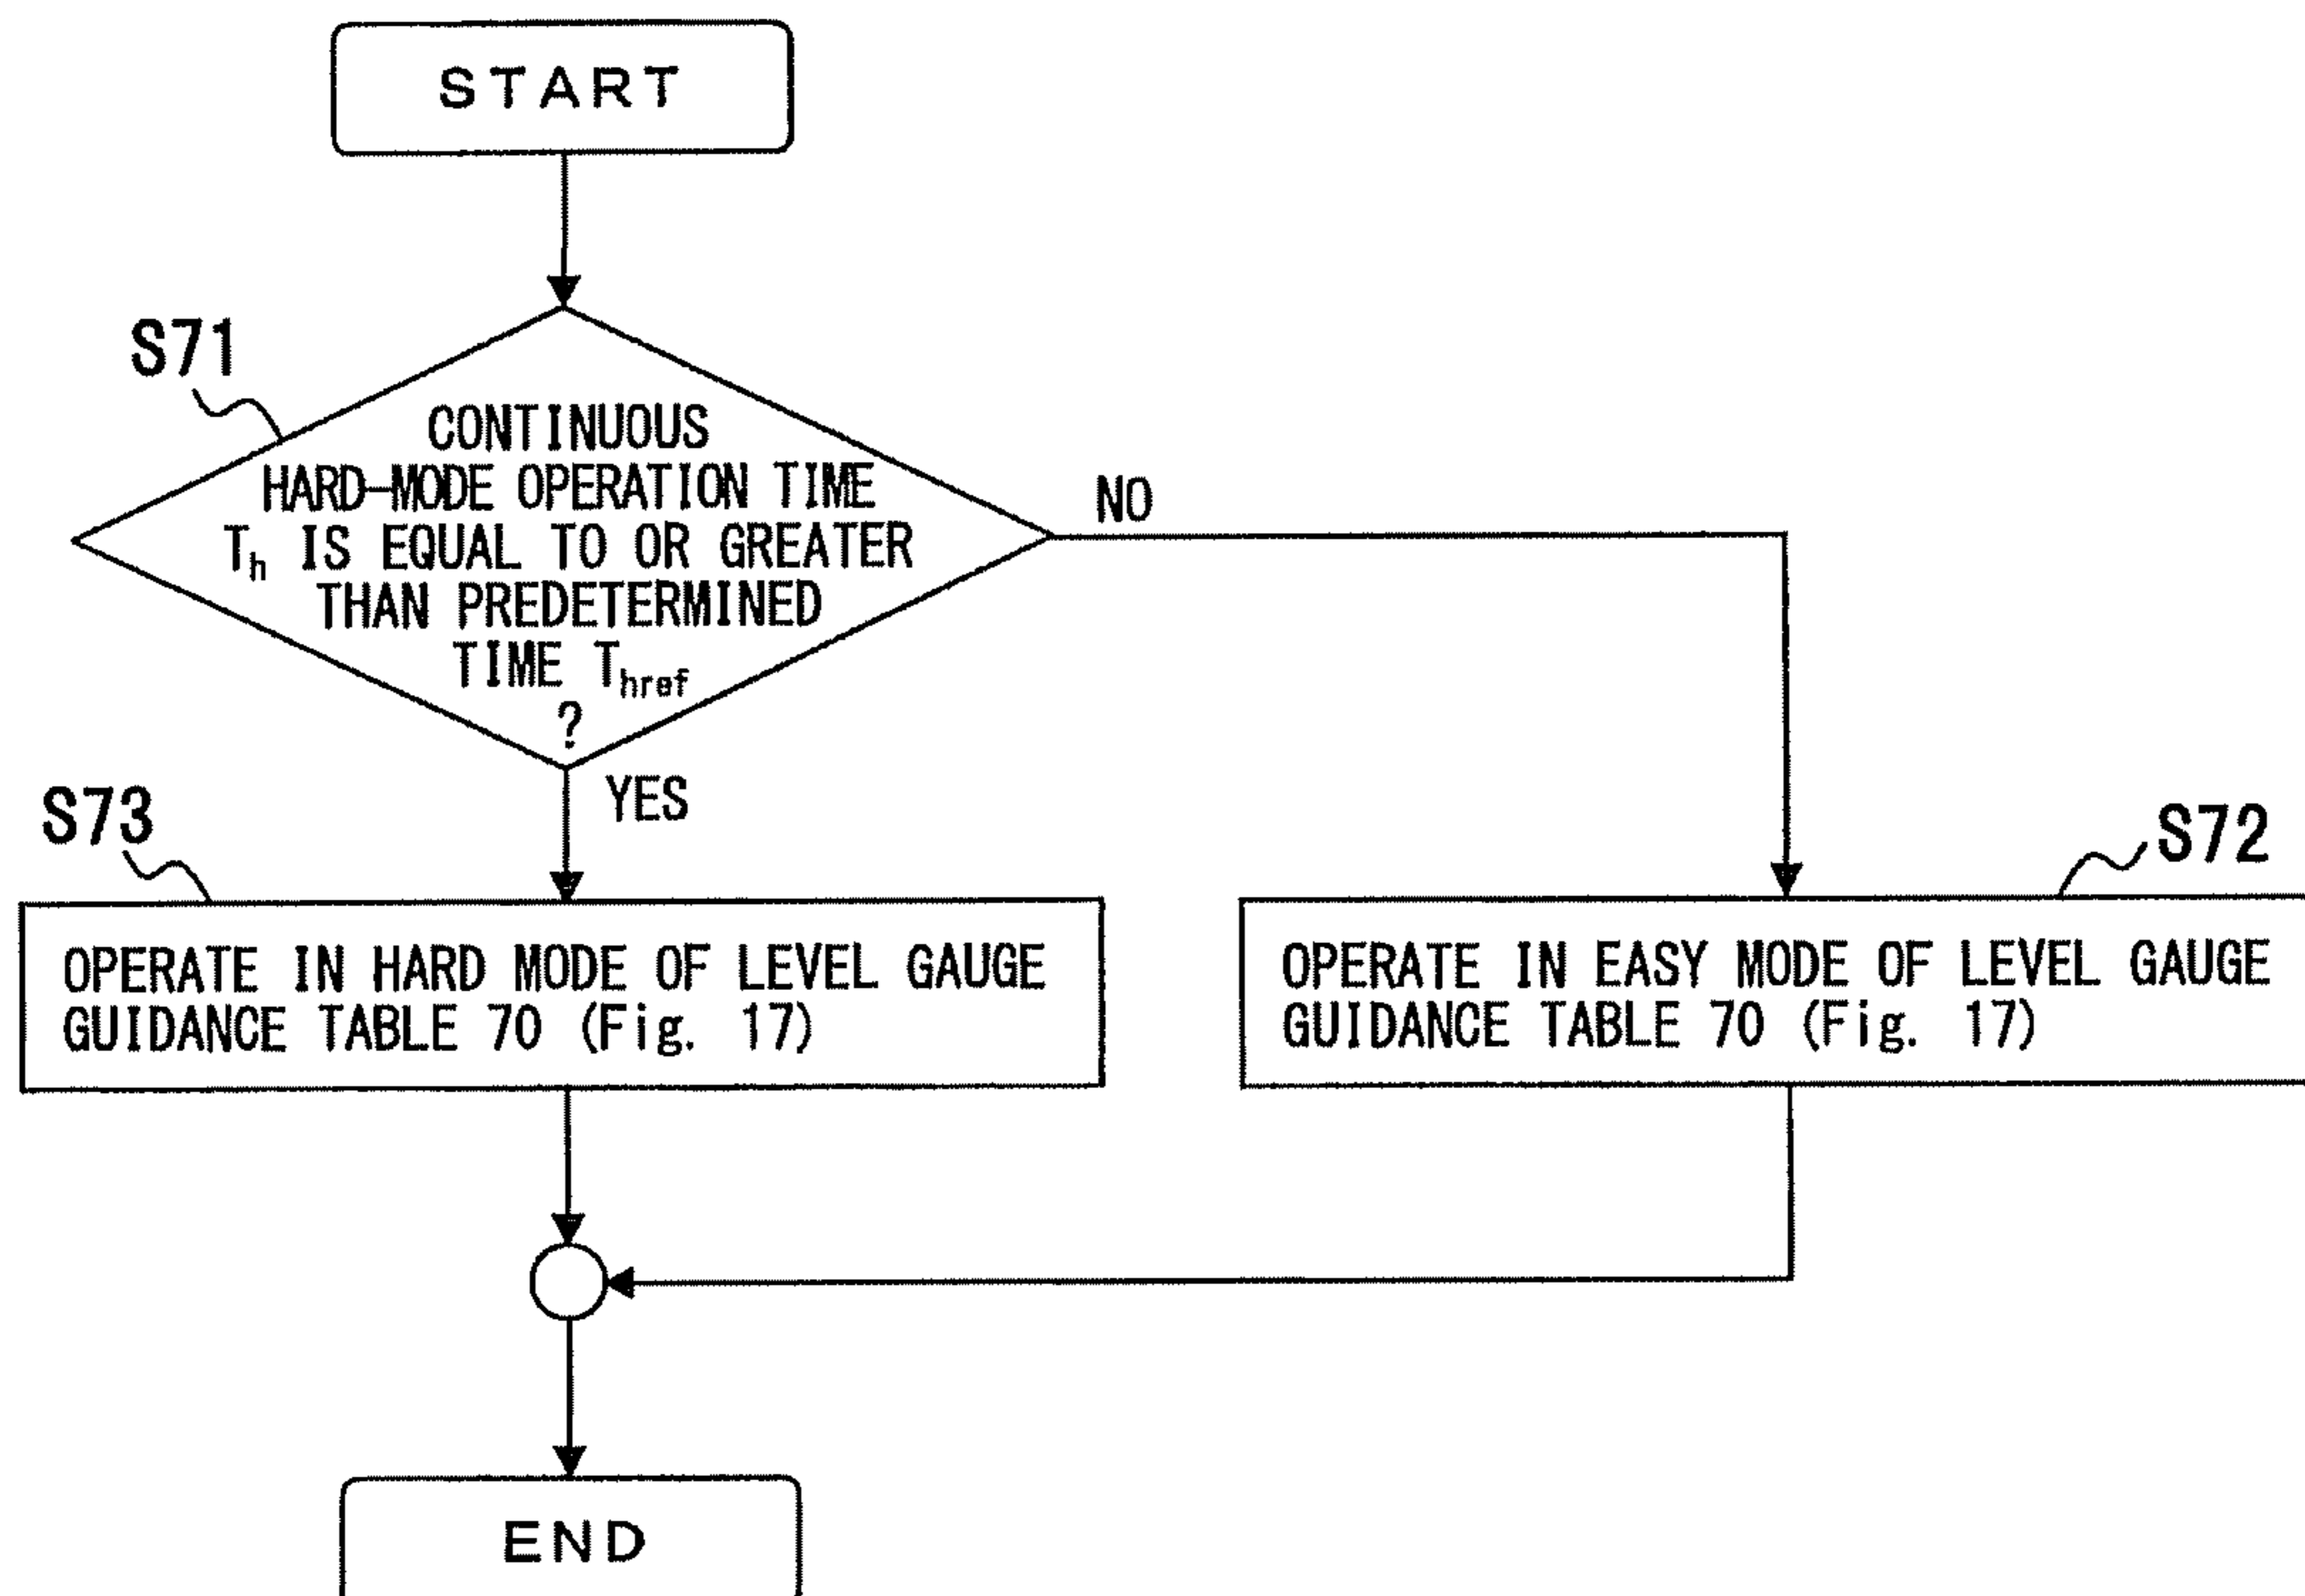 START
S71
CONTINUOUS
HARD-MODE OPERATION TIME
Th IS EQUAL TO OR GREATER
THAN PREDETERMINED
TIME Thref
?
NO
YES
S73
OPERATE IN HARD MODE OF LEVEL GAUGE
GUIDANCE TABLE 70 (Fig. 17)
S72
OPERATE IN EASY MODE OF LEVEL GAUGE
GUIDANCE TABLE 70 (Fig. 17)
END